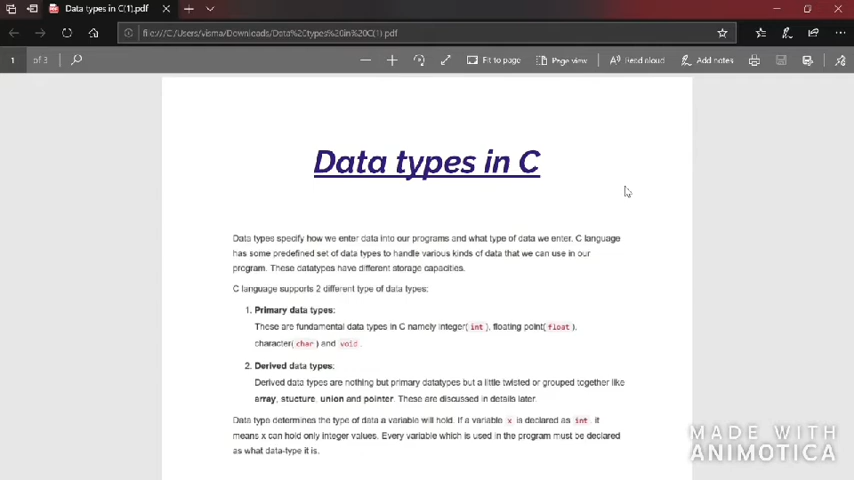 Data types in C(1).pdf
file:///C:/Users/visma/Downloads/Data%20types%20in%20C(1).pdf
1 of 3 Fit to page Page view Read aloud Add notes
Data types in C
Data types specify how we enter data into our programs and what type of data we enter. C language
has some predefined set of data types to handle various kinds of data that we can use in our
program. These datatypes have different storage capacities.
C language supports 2 different type of data types:
1. Primary data types:
These are fundamental data types in C namely integer( int ), floating point( float ),
character( char ) and void.
2. Derived data types:
Derived data types are nothing but primary datatypes but a little twisted or grouped together like
array, stucture, union and pointer. These are discussed in details later.
Data type determines the type of data a variable will hold. If a variable x is declared as int. it
means x can hold only integer values. Every variable which is used in the program must be declared
as what data-type it is.
MADE WITH
ANIMOTICA